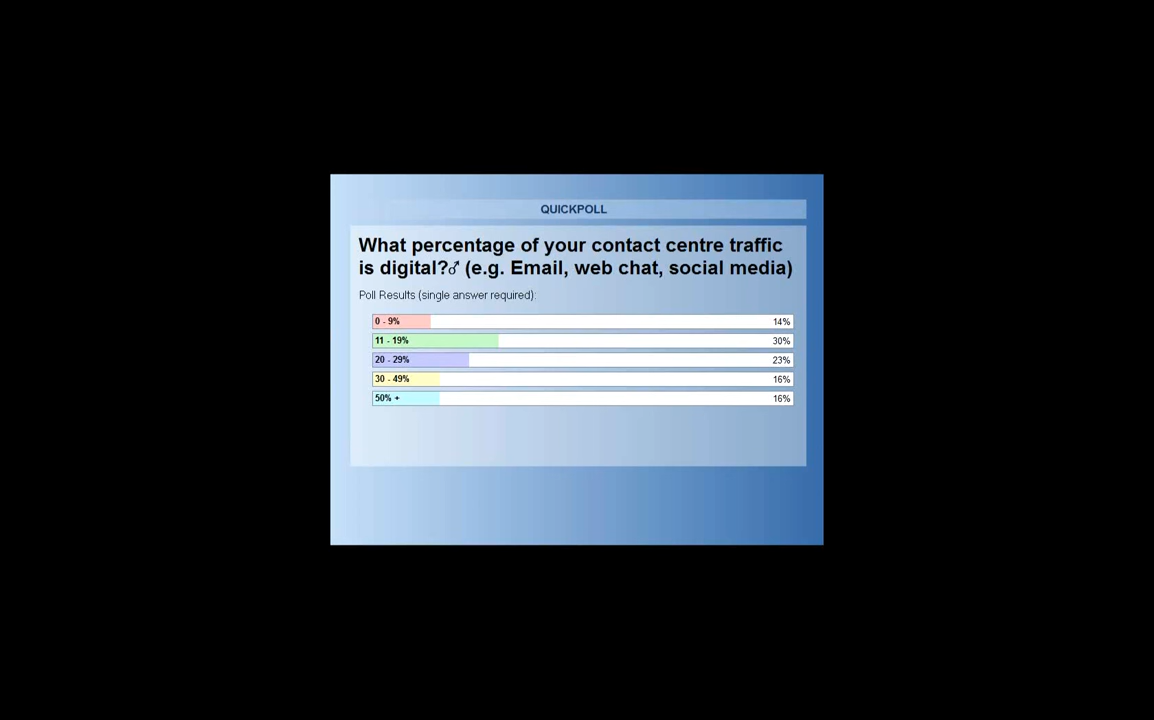 QUICKPOLL
What percentage of your contact centre traffic
is digital?♂ (e.g. Email, web chat, social media)
Poll Results (single answer required):
0 - 9% 14%
11 - 19% 30%
20 - 29% 23%
30 - 49% 16%
50% + 16%